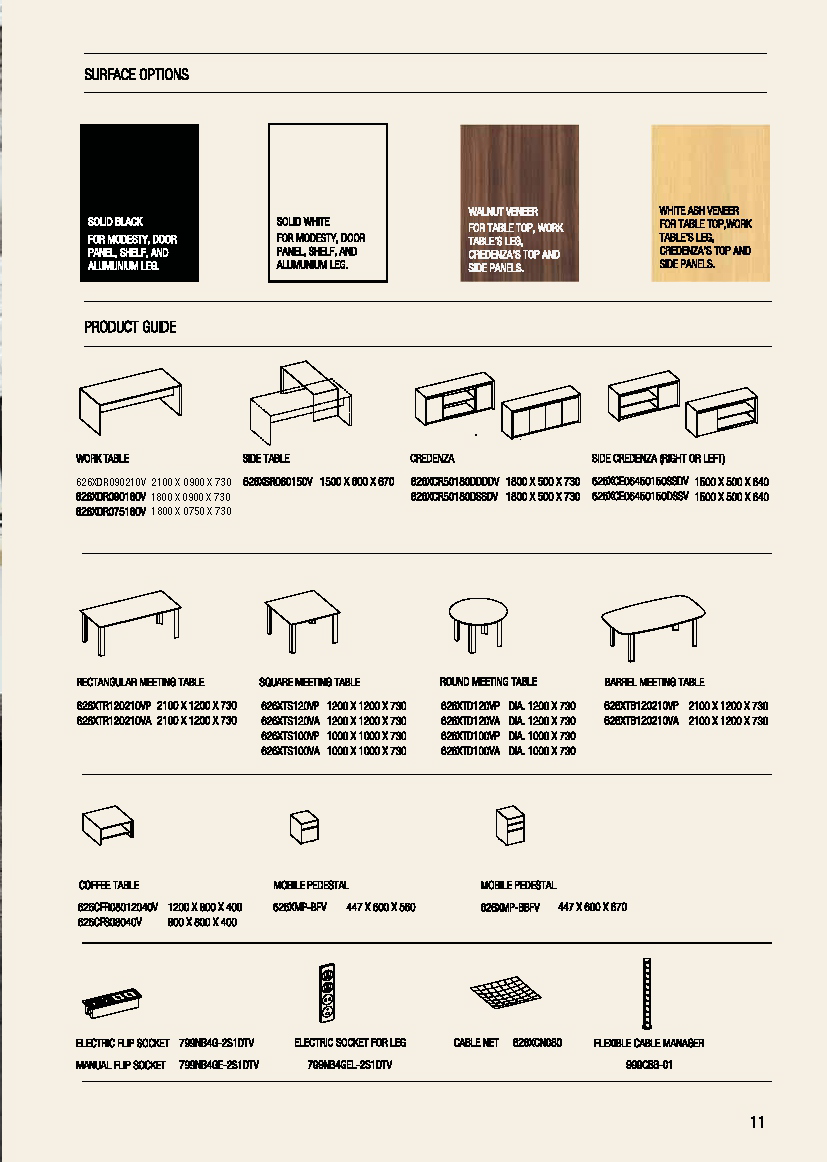 SURFACE OPTIONS
SOLID BLACK
FOR MODESTY, DOOR
PANEL, SHELF, AND
ALUMUNIUM LEG.
SOLID WHITE
FOR MODESTY, DOOR
PANEL, SHELF, AND
ALUMUNIUM LEG.
WALNUT VENEER
FOR TABLE TOP, WORK
TABLE'S LEG,
CREDENZA'S TOP AND
SIDE PANELS.
WHITE ASH VENEER
FOR TABLE TOP,WORK
TABLE'S LEG,
CREDENZA'S TOP AND
SIDE PANELS.
PRODUCT GUIDE
WORK TABLE
626XDR090210V 2100 X 0900 X 730
626XDR090180V 1800 X 0900 X 730
626XDR075180V 1800 X 0750 X 730
SIDE TABLE
626XSR060150V 1500 X 600 X 670
CREDENZA
626XCR50180DDDDV 1800 X 500 X 730
626XCR50180DSSDV 1800 X 500 X 730
SIDE CREDENZA (RIGHT OR LEFT)
626XCE06450150SSDV 1500 X 500 X 640
626XCE06450150DSSV 1500 X 500 X 640
RECTANGULAR MEETING TABLE
626XTR120210VP 2100 X 1200 X 730
626XTR120210VA 2100 X 1200 X 730
SQUARE MEETING TABLE
626XTS120VP 1200 X 1200 X 730
626XTS120VA 1200 X 1200 X 730
626XTS100VP 1000 X 1000 X 730
626XTS100VA 1000 X 1000 X 730
ROUND MEETING TABLE
626XTD120VP DIA. 1200 X 730
626XTD120VA DIA. 1200 X 730
626XTD100VP DIA. 1000 X 730
626XTD100VA DIA. 1000 X 730
BARREL MEETING TABLE
626XTB120210VP 2100 X 1200 X 730
626XTB120210VA 2100 X 1200 X 730
COFFEE TABLE
626CFR08012040V 1200 X 800 X 400
626CFS08040V 800 X 800 X 400
MOBILE PEDESTAL
626XMP-BFV 447 X 600 X 560
MOBILE PEDESTAL
626XMP-BBFV 447 X 600 X 670
ELECTRIC FLIP SOCKET 799NB4G-2S1DTV
MANUAL FLIP SOCKET 799NB4GE-2S1DTV
ELECTRIC SOCKET FOR LEG
799NB4GEL-2S1DTV
CABLE NET 626XCN080
FLEXIBLE CABLE MANAGER
999CB8-01
11